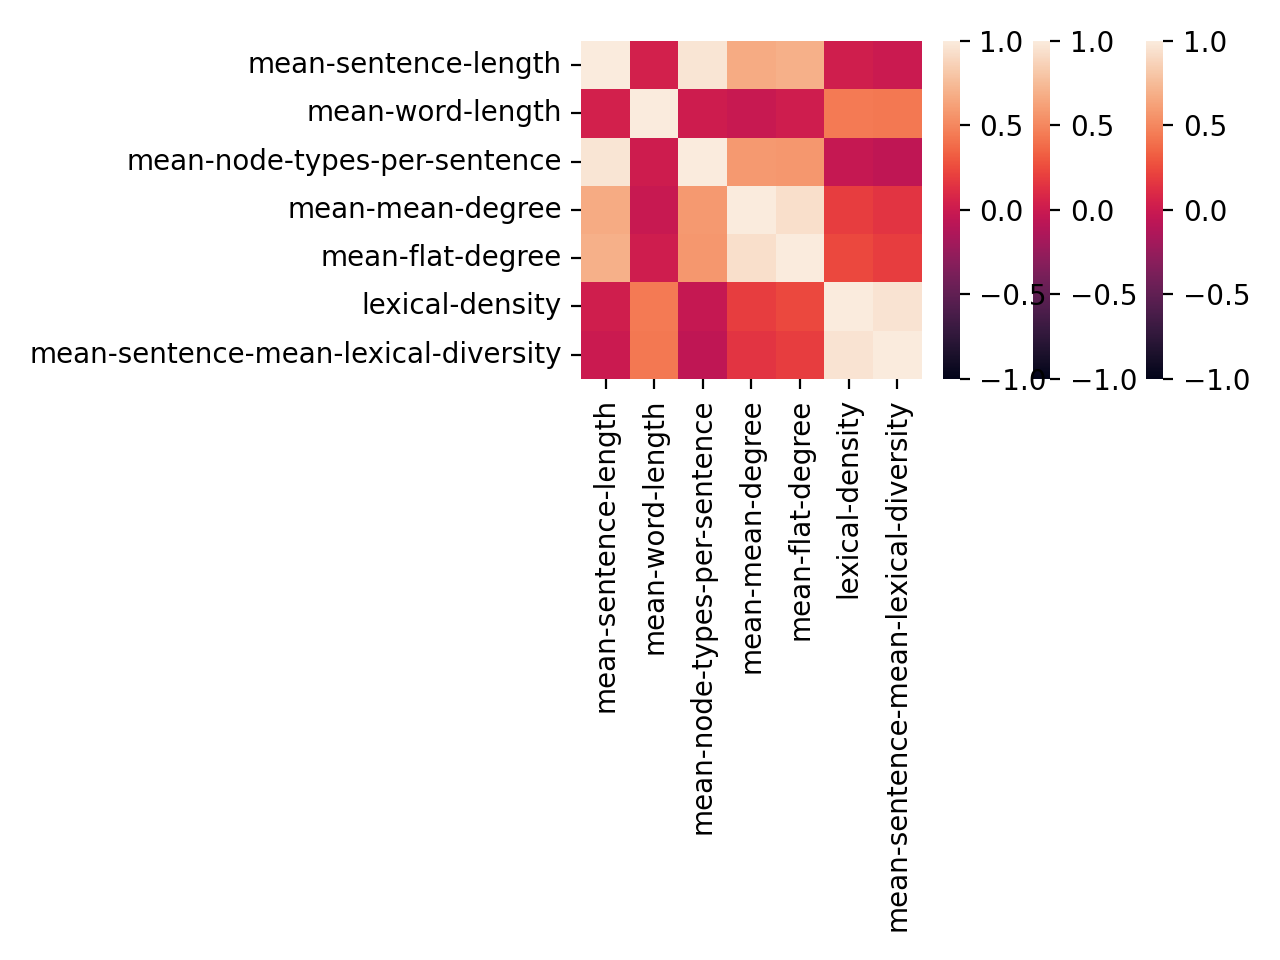 mean-sentence-length
mean-word-length
mean-node-types-per-sentence
mean-mean-degree
mean-flat-degree
lexical-density
mean-sentence-mean-lexical-diversity
mean-sentence-length
mean-word-length
mean-node-types-per-sentence
mean-mean-degree
mean-flat-degree
lexical-density
mean-sentence-mean-lexical-diversity
1.0
0.5
0.0
−0.5
−1.0
1.0
0.5
0.0
−0.5
−1.0
1.0
0.5
0.0
−0.5
−1.0